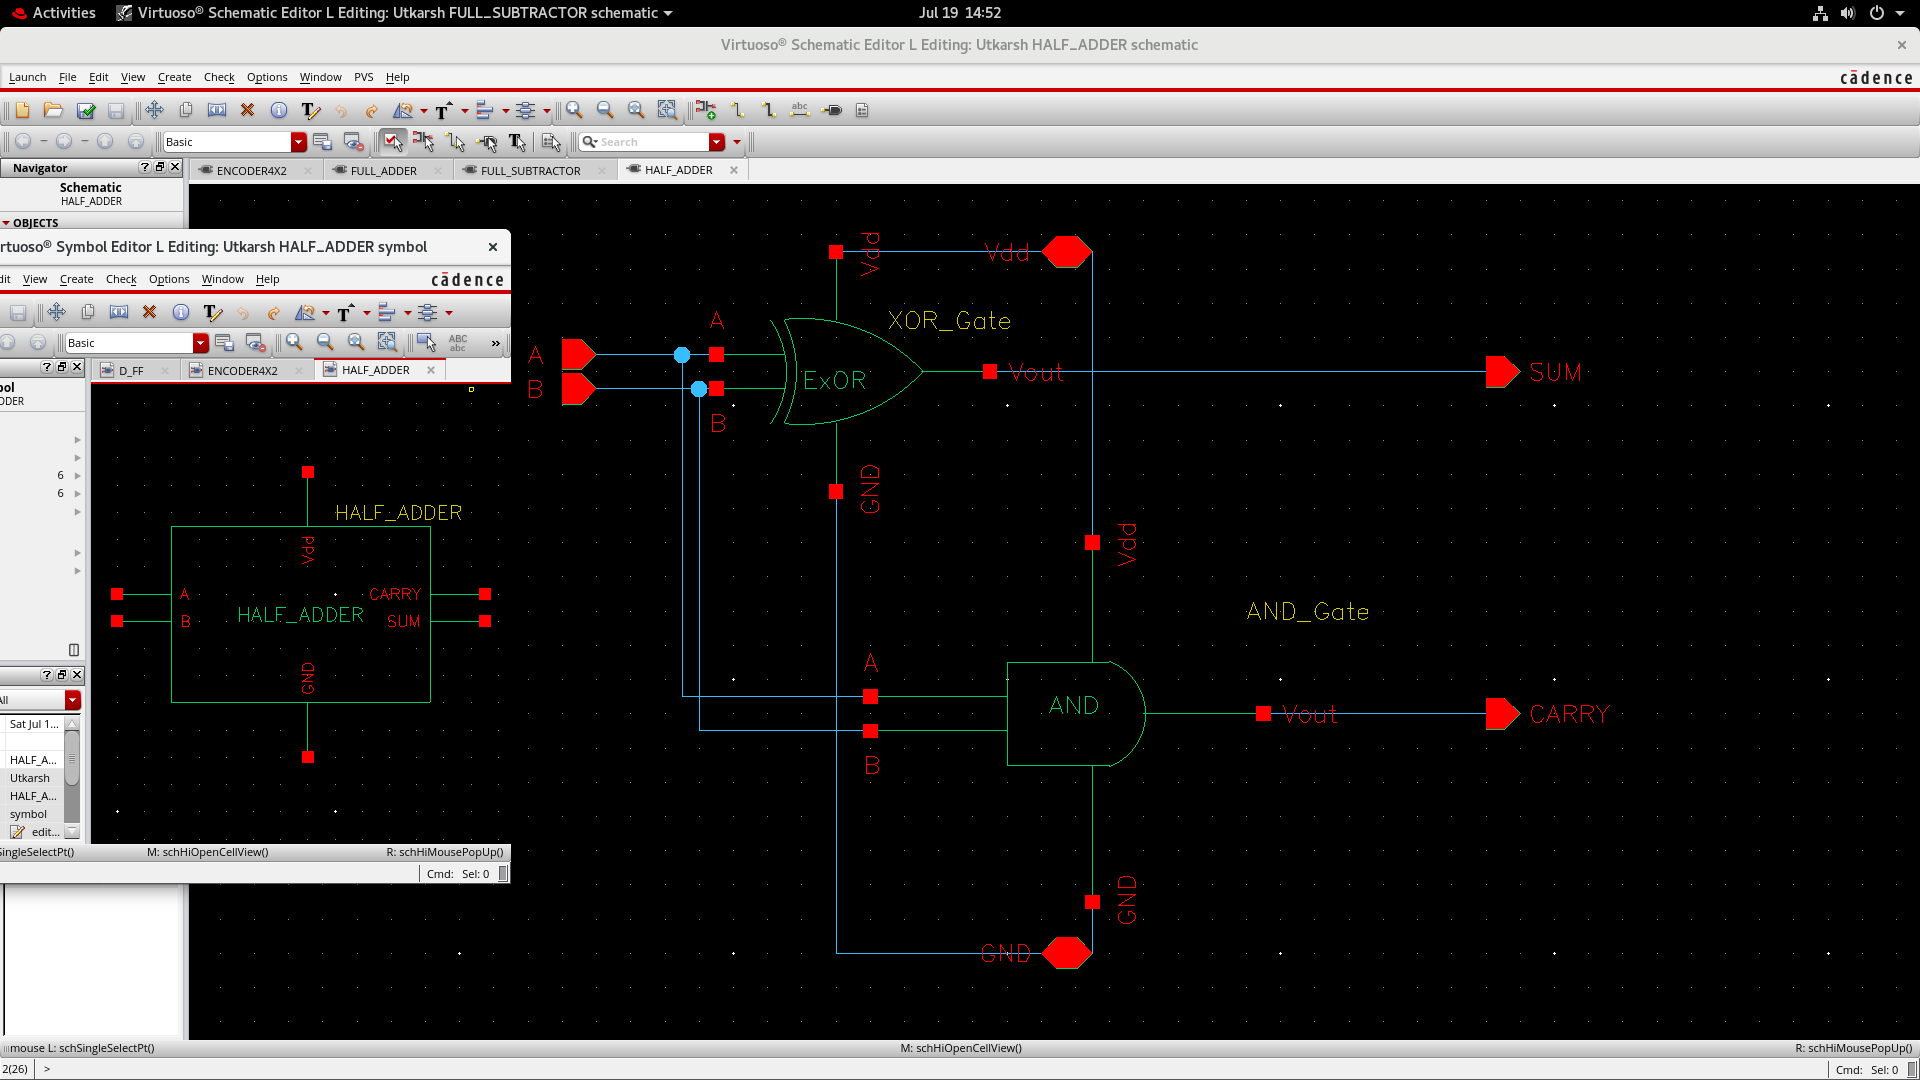 Activities
Virtuoso® Schematic Editor L Editing: Utkarsh FULL_SUBTRACTOR schematic
Jul 19 14:52
Virtuoso® Schematic Editor L Editing: Utkarsh HALF_ADDER schematic
Launch File Edit View Create Check Options Window PVS Help
cādence
Basic
Search
Navigator
ENCODER4X2
FULL_ADDER
FULL_SUBTRACTOR
HALF_ADDER
Schematic
HALF_ADDER
OBJECTS
rtuoso® Symbol Editor L Editing: Utkarsh HALF_ADDER symbol
dit View Create Check Options Window Help
cādence
abc
Basic
ABC
abc
»
D_FF
ENCODER4X2
HALF_ADDER
bol
DDER
6
6
HALF_ADDER
Vdd
A
CARRY
HALF_ADDER
B
SUM
GND
All
Sat Jul 1...
HALF_A...
Utkarsh
HALF_A...
symbol
edit...
SingleSelectPt()
M: schHiOpenCellView()
R: schHiMousePopUp()
Cmd: Sel: 0
Vdd
Vdd
XOR_Gate
A
A
ExOR
Vout
SUM
B
B
GND
Vdd
AND_Gate
A
AND
Vout
CARRY
B
GND
GND
mouse L: schSingleSelectPt()
M: schHiOpenCellView()
R: schHiMousePopUp()
2(26)
>
Cmd: Sel: 0